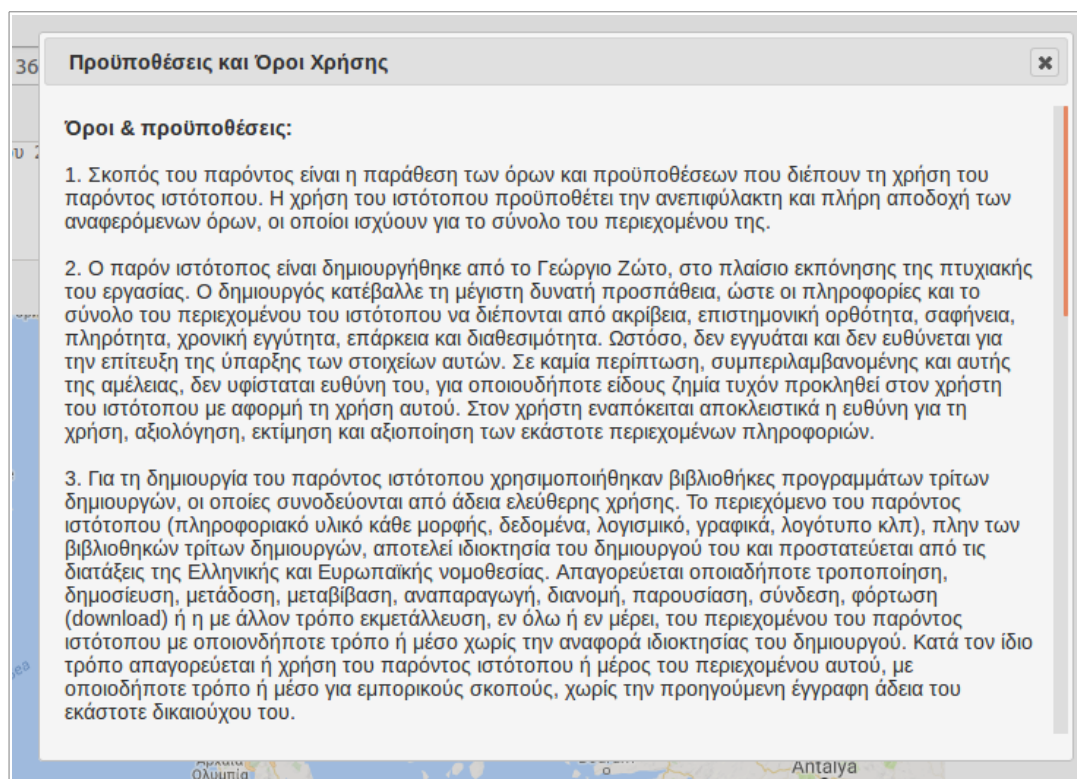 Προϋποθέσεις και Όροι Χρήσης
36
Όροι & προϋποθέσεις:
1. Σκοπός του παρόντος είναι η παράθεση των όρων και προϋποθέσεων που διέπουν τη χρήση του
παρόντος ιστότοπου. Η χρήση του ιστότοπου προϋποθέτει την ανεπιφύλακτη και πλήρη αποδοχή των
αναφερόμενων όρων, οι οποίοι ισχύουν για το σύνολο του περιεχομένου της.
2. Ο παρόν ιστότοπος είναι δημιουργήθηκε από το Γεώργιο Ζώτο, στο πλαίσιο εκπόνησης της πτυχιακής
του εργασίας. Ο δημιουργός κατέβαλλε τη μέγιστη δυνατή προσπάθεια, ώστε οι πληροφορίες και το
σύνολο του περιεχομένου του ιστότοπου να διέπονται από ακρίβεια, επιστημονική ορθότητα, σαφήνεια,
πληρότητα, χρονική εγγύτητα, επάρκεια και διαθεσιμότητα. Ωστόσο, δεν εγγυάται και δεν ευθύνεται για
την επίτευξη της ύπαρξης των στοιχείων αυτών. Σε καμία περίπτωση, συμπεριλαμβανομένης και αυτής
της αμέλειας, δεν υφίσταται ευθύνη του, για οποιουδήποτε είδους ζημία τυχόν προκληθεί στον χρήστη
του ιστότοπου με αφορμή τη χρήση αυτού. Στον χρήστη εναπόκειται αποκλειστικά η ευθύνη για τη
χρήση, αξιολόγηση, εκτίμηση και αξιοποίηση των εκάστοτε περιεχομένων πληροφοριών.
3. Για τη δημιουργία του παρόντος ιστότοπου χρησιμοποιήθηκαν βιβλιοθήκες προγραμμάτων τρίτων
δημιουργών, οι οποίες συνοδεύονται από άδεια ελεύθερης χρήσης. Το περιεχόμενο του παρόντος
ιστότοπου (πληροφοριακό υλικό κάθε μορφής, δεδομένα, λογισμικό, γραφικά, λογότυπο κλπ), πλην των
βιβλιοθηκών τρίτων δημιουργών, αποτελεί ιδιοκτησία του δημιουργού του και προστατεύεται από τις
διατάξεις της Ελληνικής και Ευρωπαϊκής νομοθεσίας. Απαγορεύεται οποιαδήποτε τροποποίηση,
δημοσίευση, μετάδοση, μεταβίβαση, αναπαραγωγή, διανομή, παρουσίαση, σύνδεση, φόρτωση
(download) ή η με άλλον τρόπο εκμετάλλευση, εν όλω ή εν μέρει, του περιεχομένου του παρόντος
ιστότοπου με οποιονδήποτε τρόπο ή μέσο χωρίς την αναφορά ιδιοκτησίας του δημιουργού. Κατά τον ίδιο
τρόπο απαγορεύεται ή χρήση του παρόντος ιστότοπου ή μέρος του περιεχομένου αυτού, με
οποιοδήποτε τρόπο ή μέσο για εμπορικούς σκοπούς, χωρίς την προηγούμενη έγγραφη άδεια του
εκάστοτε δικαιούχου του.
Ολυμπία
Antalya